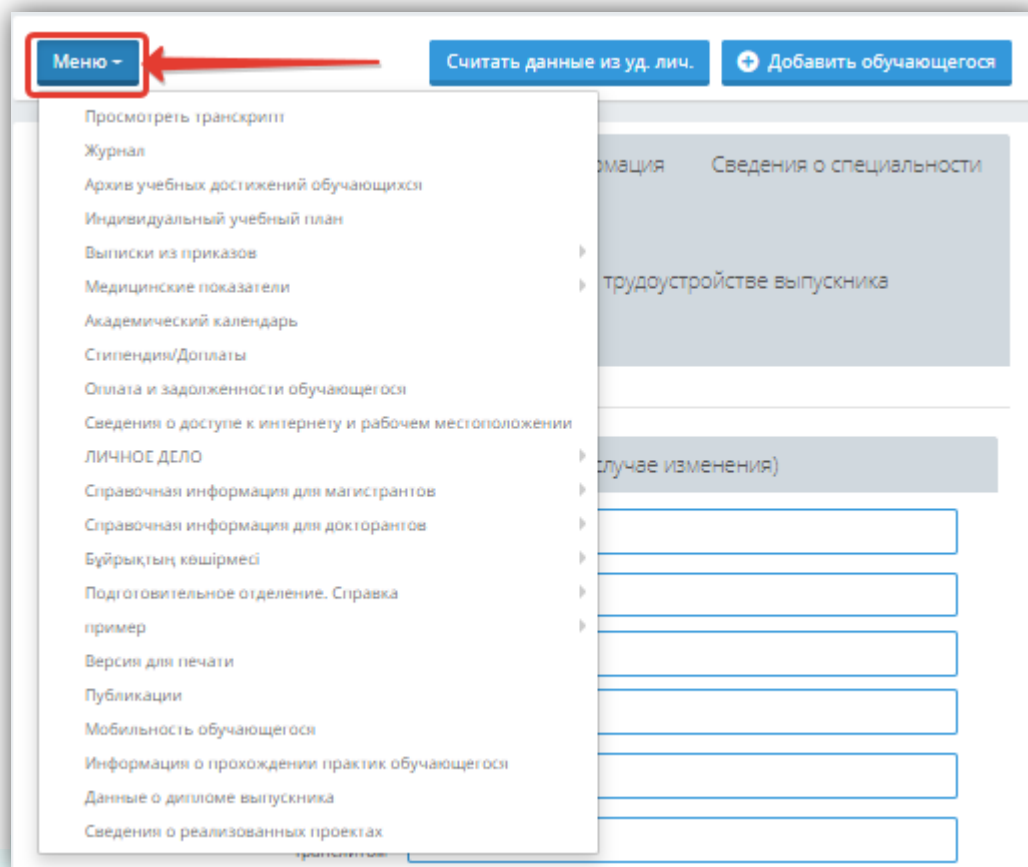 Меню
Считать данные из уд. лич.
Добавить обучающегося
Просмотреть транскрипт
Журнал
Архив учебных достижений обучающихся
Индивидуальный учебный план
Выписки из приказов
Медицинские показатели
Академический календарь
Стипендия/Доплаты
Оплата и задолженности обучающегося
Сведения о доступе к интернету и рабочем местоположении
ЛИЧНОЕ ДЕЛО
Справочная информация для магистрантов
Справочная информация для докторантов
Бұйрықтың көшірмесі
Подготовительное отделение. Справка
пример
Версия для печати
Публикации
Мобильность обучающегося
Информация о прохождении практик обучающегося
Данные о дипломе выпускника
Сведения о реализованных проектах
Сведения о специальности
трудоустройстве выпускника
случае изменения)